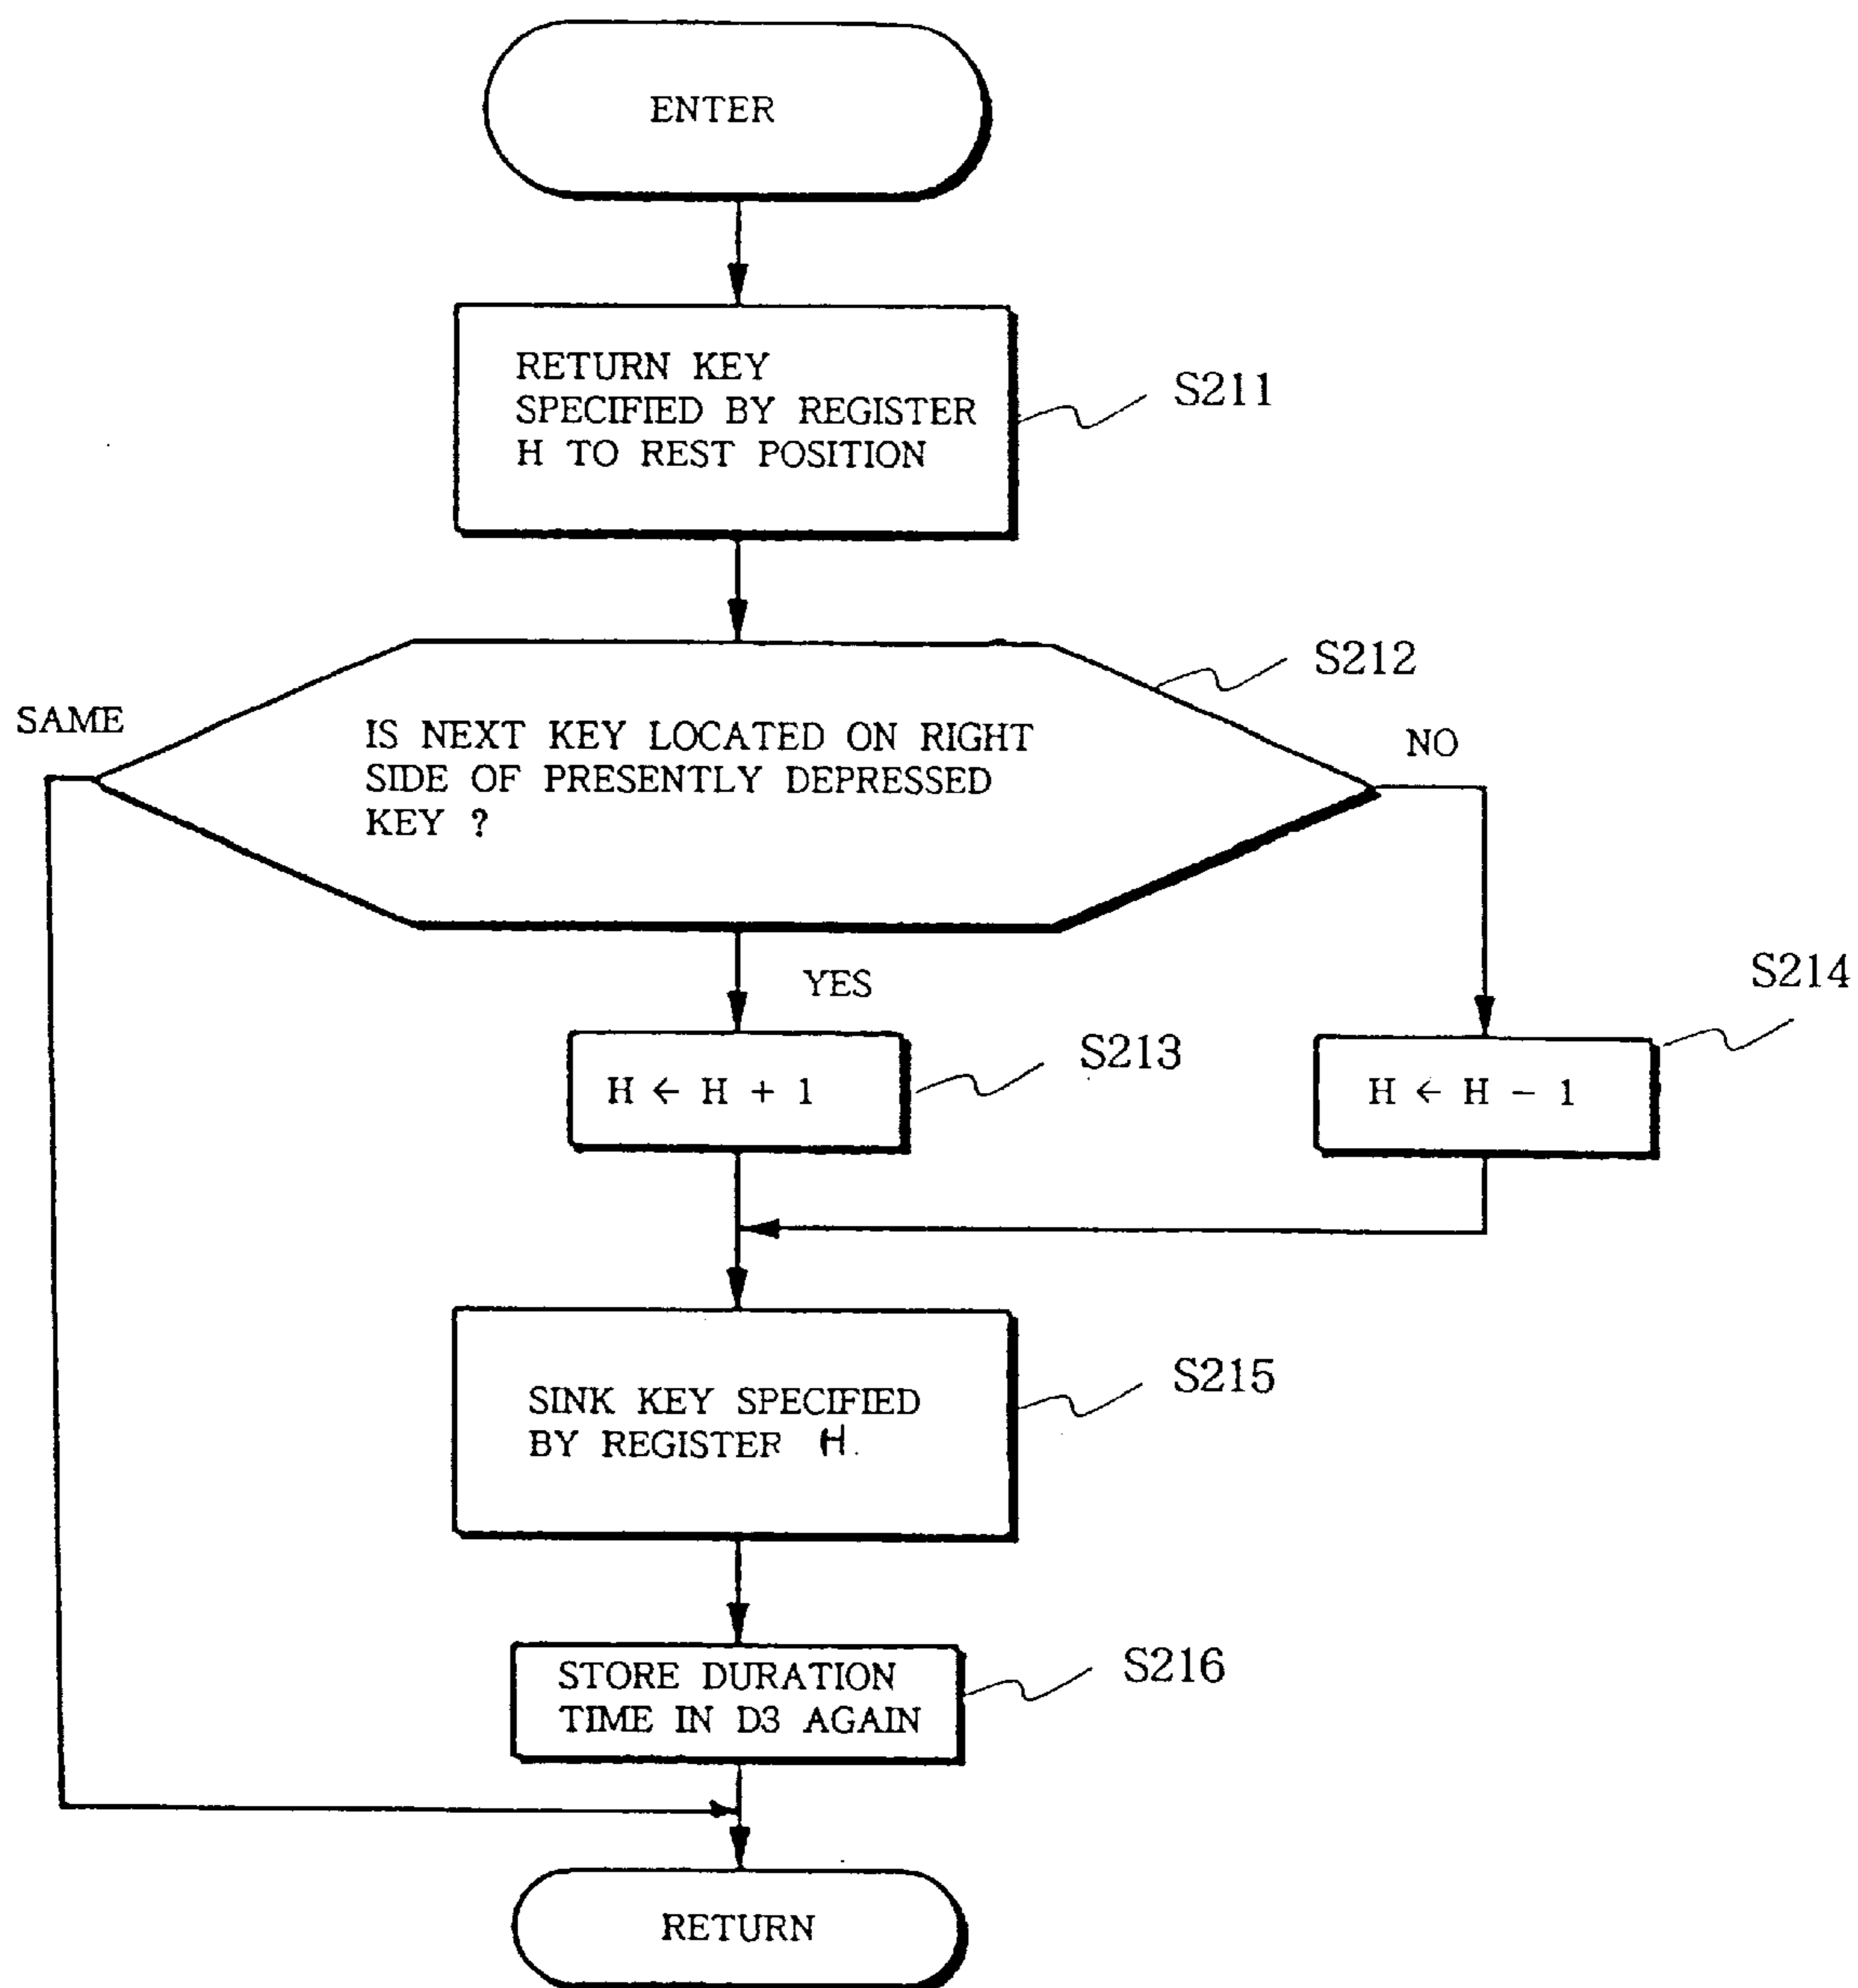 ENTER
RETURN KEY
SPECIFIED BY REGISTER
H TO REST POSITION
S211
S212
SAME
IS NEXT KEY LOCATED ON RIGHT
SIDE OF PRESENTLY DEPRESSED
KEY ?
NO
YES
S213
H ← H + 1
S214
H ← H - 1
SINK KEY SPECIFIED
BY REGISTER H.
S215
STORE DURATION
TIME IN D3 AGAIN
S216
RETURN